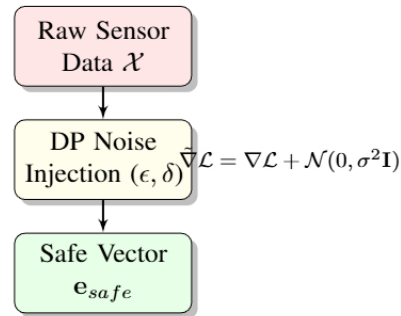 Raw Sensor
Data 𝒳
DP Noise
Injection (ϵ, δ)
∇̃ℒ = ∇ℒ + 𝒩(0, σ²𝐈)
Safe Vector
𝐞_safe